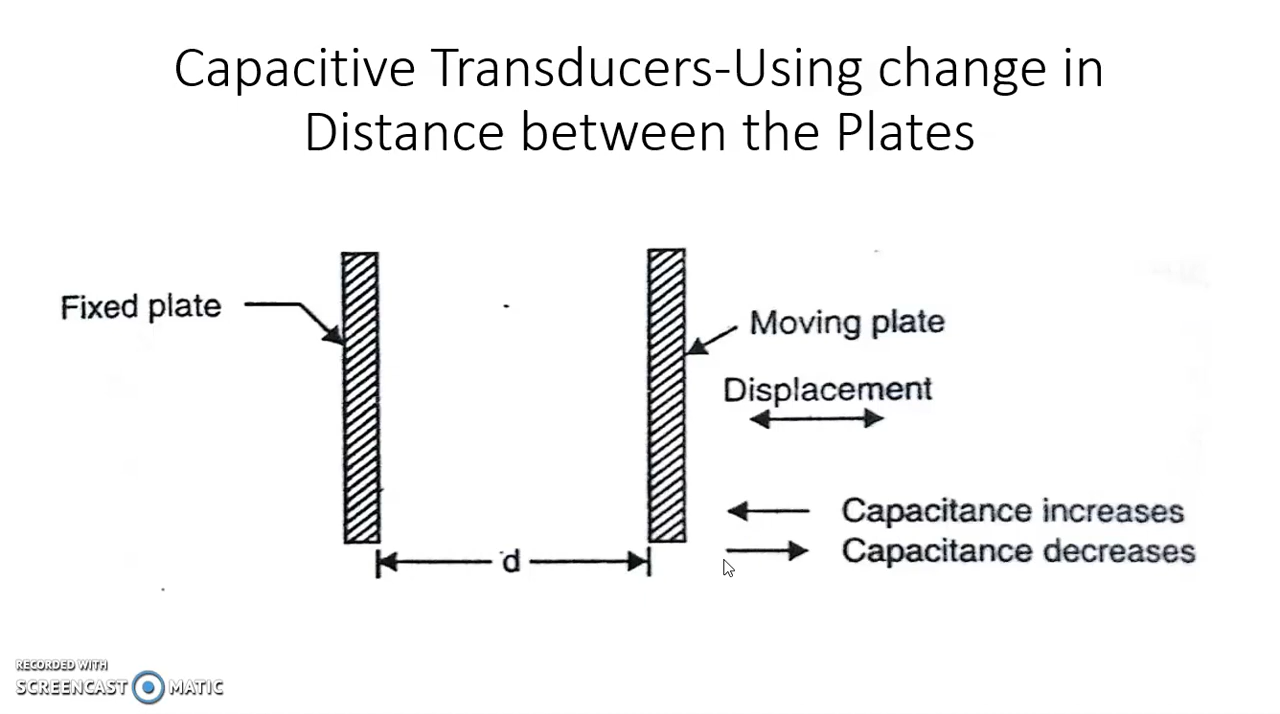 Capacitive Transducers-Using change in
Distance between the Plates
Fixed plate
Moving plate
Displacement
Capacitance increases
d
Capacitance decreases
RECORDED WITH
SCREENCAST MATIC